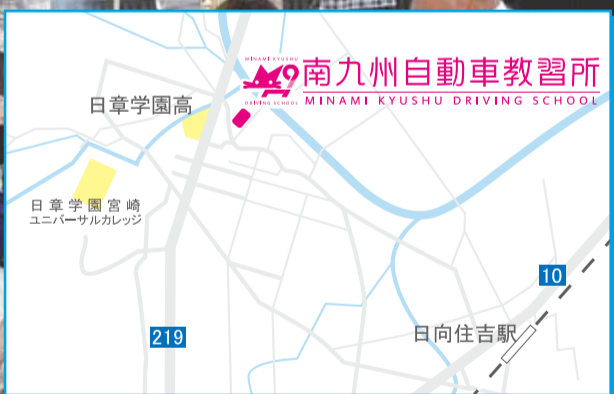 MINAMI KYUSHU
DRIVING SCHOOL
南九州自動車教習所
MINAMI KYUSHU DRIVING SCHOOL
日章学園高
日章学園宮崎
ユニバーサルカレッジ
10
219
日向住吉駅